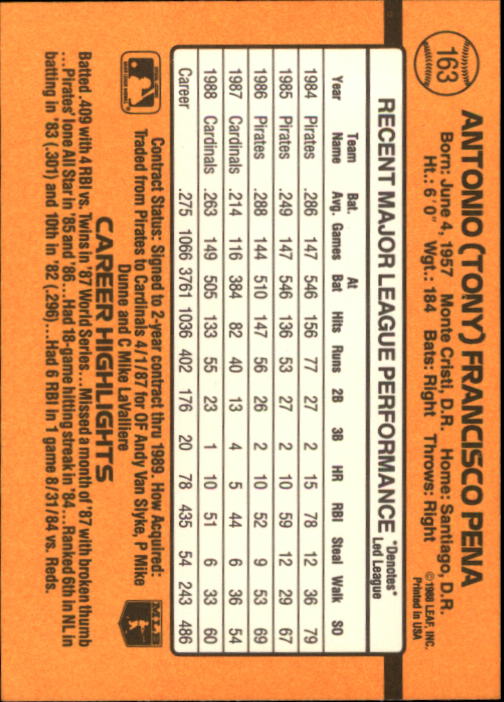 163
ANTONIO (TONY) FRANCISCO PENA
Born: June 4, 1957 Monte Cristi, D.R. Home: Santiago, D.R.
Ht.: 6' 0" Wgt.: 184 Bats: Right Throws: Right
©1988 LEAF, INC.
Printed in USA
RECENT MAJOR LEAGUE PERFORMANCE *Denotes*
Led League
Year Team Name Bat. Avg. Games At Bat Hits Runs 2B 3B HR RBI Steal Walk SO
1984 Pirates .286 147 546 156 77 27 2 15 78 12 36 79
1985 Pirates .249 147 546 136 53 27 2 10 59 12 29 67
1986 Pirates .288 144 510 147 56 26 2 10 52 9 53 69
1987 Cardinals .214 116 384 82 40 13 4 5 44 6 36 54
1988 Cardinals .263 149 505 133 55 23 1 10 51 6 33 60
Career .275 1066 3761 1036 402 176 20 78 435 54 243 486
Contract Status: Signed to 2-year contract thru 1989. How Acquired:
Traded from Pirates to Cardinals 4/1/87 for OF Andy Van Slyke, P Mike
Dunne and C Mike LaValliere
CAREER HIGHLIGHTS
Batted .409 with 4 RBI vs. Twins in '87 World Series...Missed a month of '87 with broken thumb
...Pirates' lone All Star in '85 and '86...Had 18-game hitting streak in '84...Ranked 6th in NL in
batting in '83 (.301) and 10th in '82 (.296)...Had 6 RBI in 1 game 8/31/84 vs. Reds.